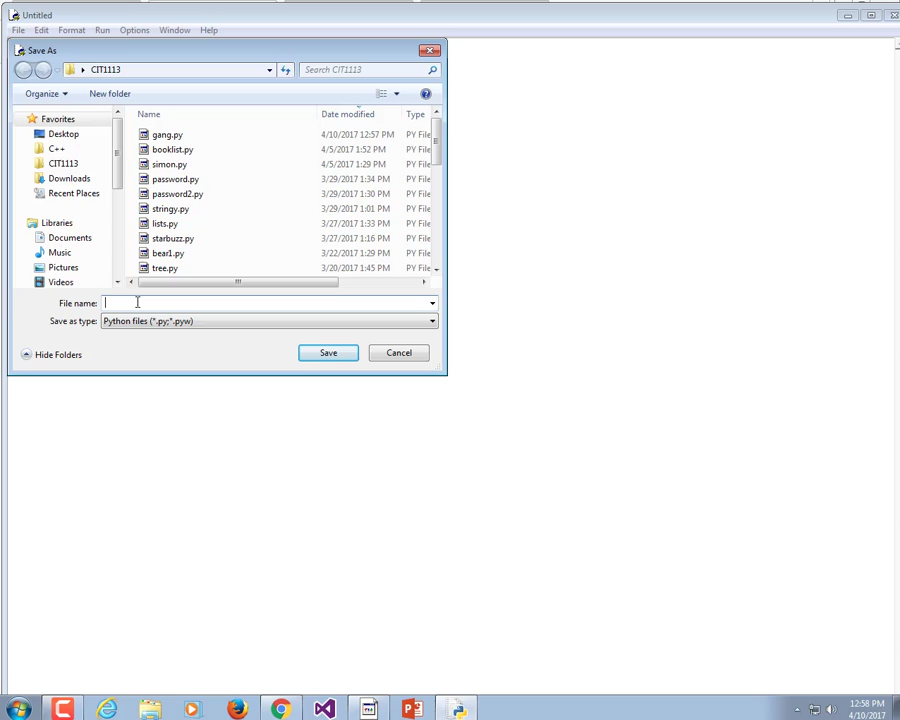 Untitled
File Edit Format Run Options Window Help
Save As
CIT1113 Search CIT1113
Organize New folder
Name Date modified Type
Favorites
Desktop
C++
CIT1113
Downloads
Recent Places
Libraries
Documents
Music
Pictures
Videos
gang.py 4/10/2017 12:57 PM PY File
booklist.py 4/5/2017 1:52 PM PY File
simon.py 4/5/2017 1:29 PM PY File
password.py 3/29/2017 1:34 PM PY File
password2.py 3/29/2017 1:30 PM PY File
stringy.py 3/29/2017 1:01 PM PY File
lists.py 3/27/2017 1:33 PM PY File
starbuzz.py 3/27/2017 1:16 PM PY File
bear1.py 3/22/2017 1:29 PM PY File
tree.py 3/20/2017 1:45 PM PY File
File name:
Save as type: Python files (*.py;*.pyw)
Hide Folders Save Cancel
12:58 PM
4/10/2017